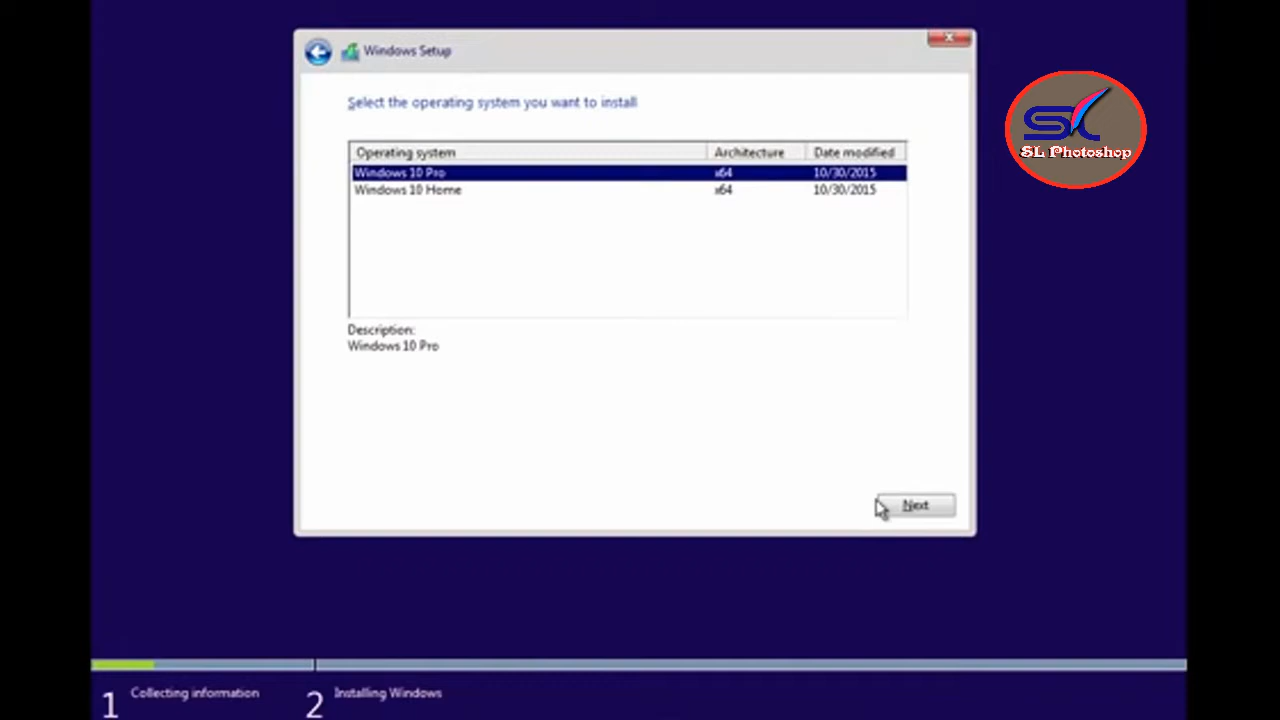 Windows Setup
Select the operating system you want to install
Operating system Architecture Date modified
Windows 10 Pro x64 10/30/2015
Windows 10 Home x64 10/30/2015
Description:
Windows 10 Pro
Next
SL Photoshop
1 Collecting information 2 Installing Windows